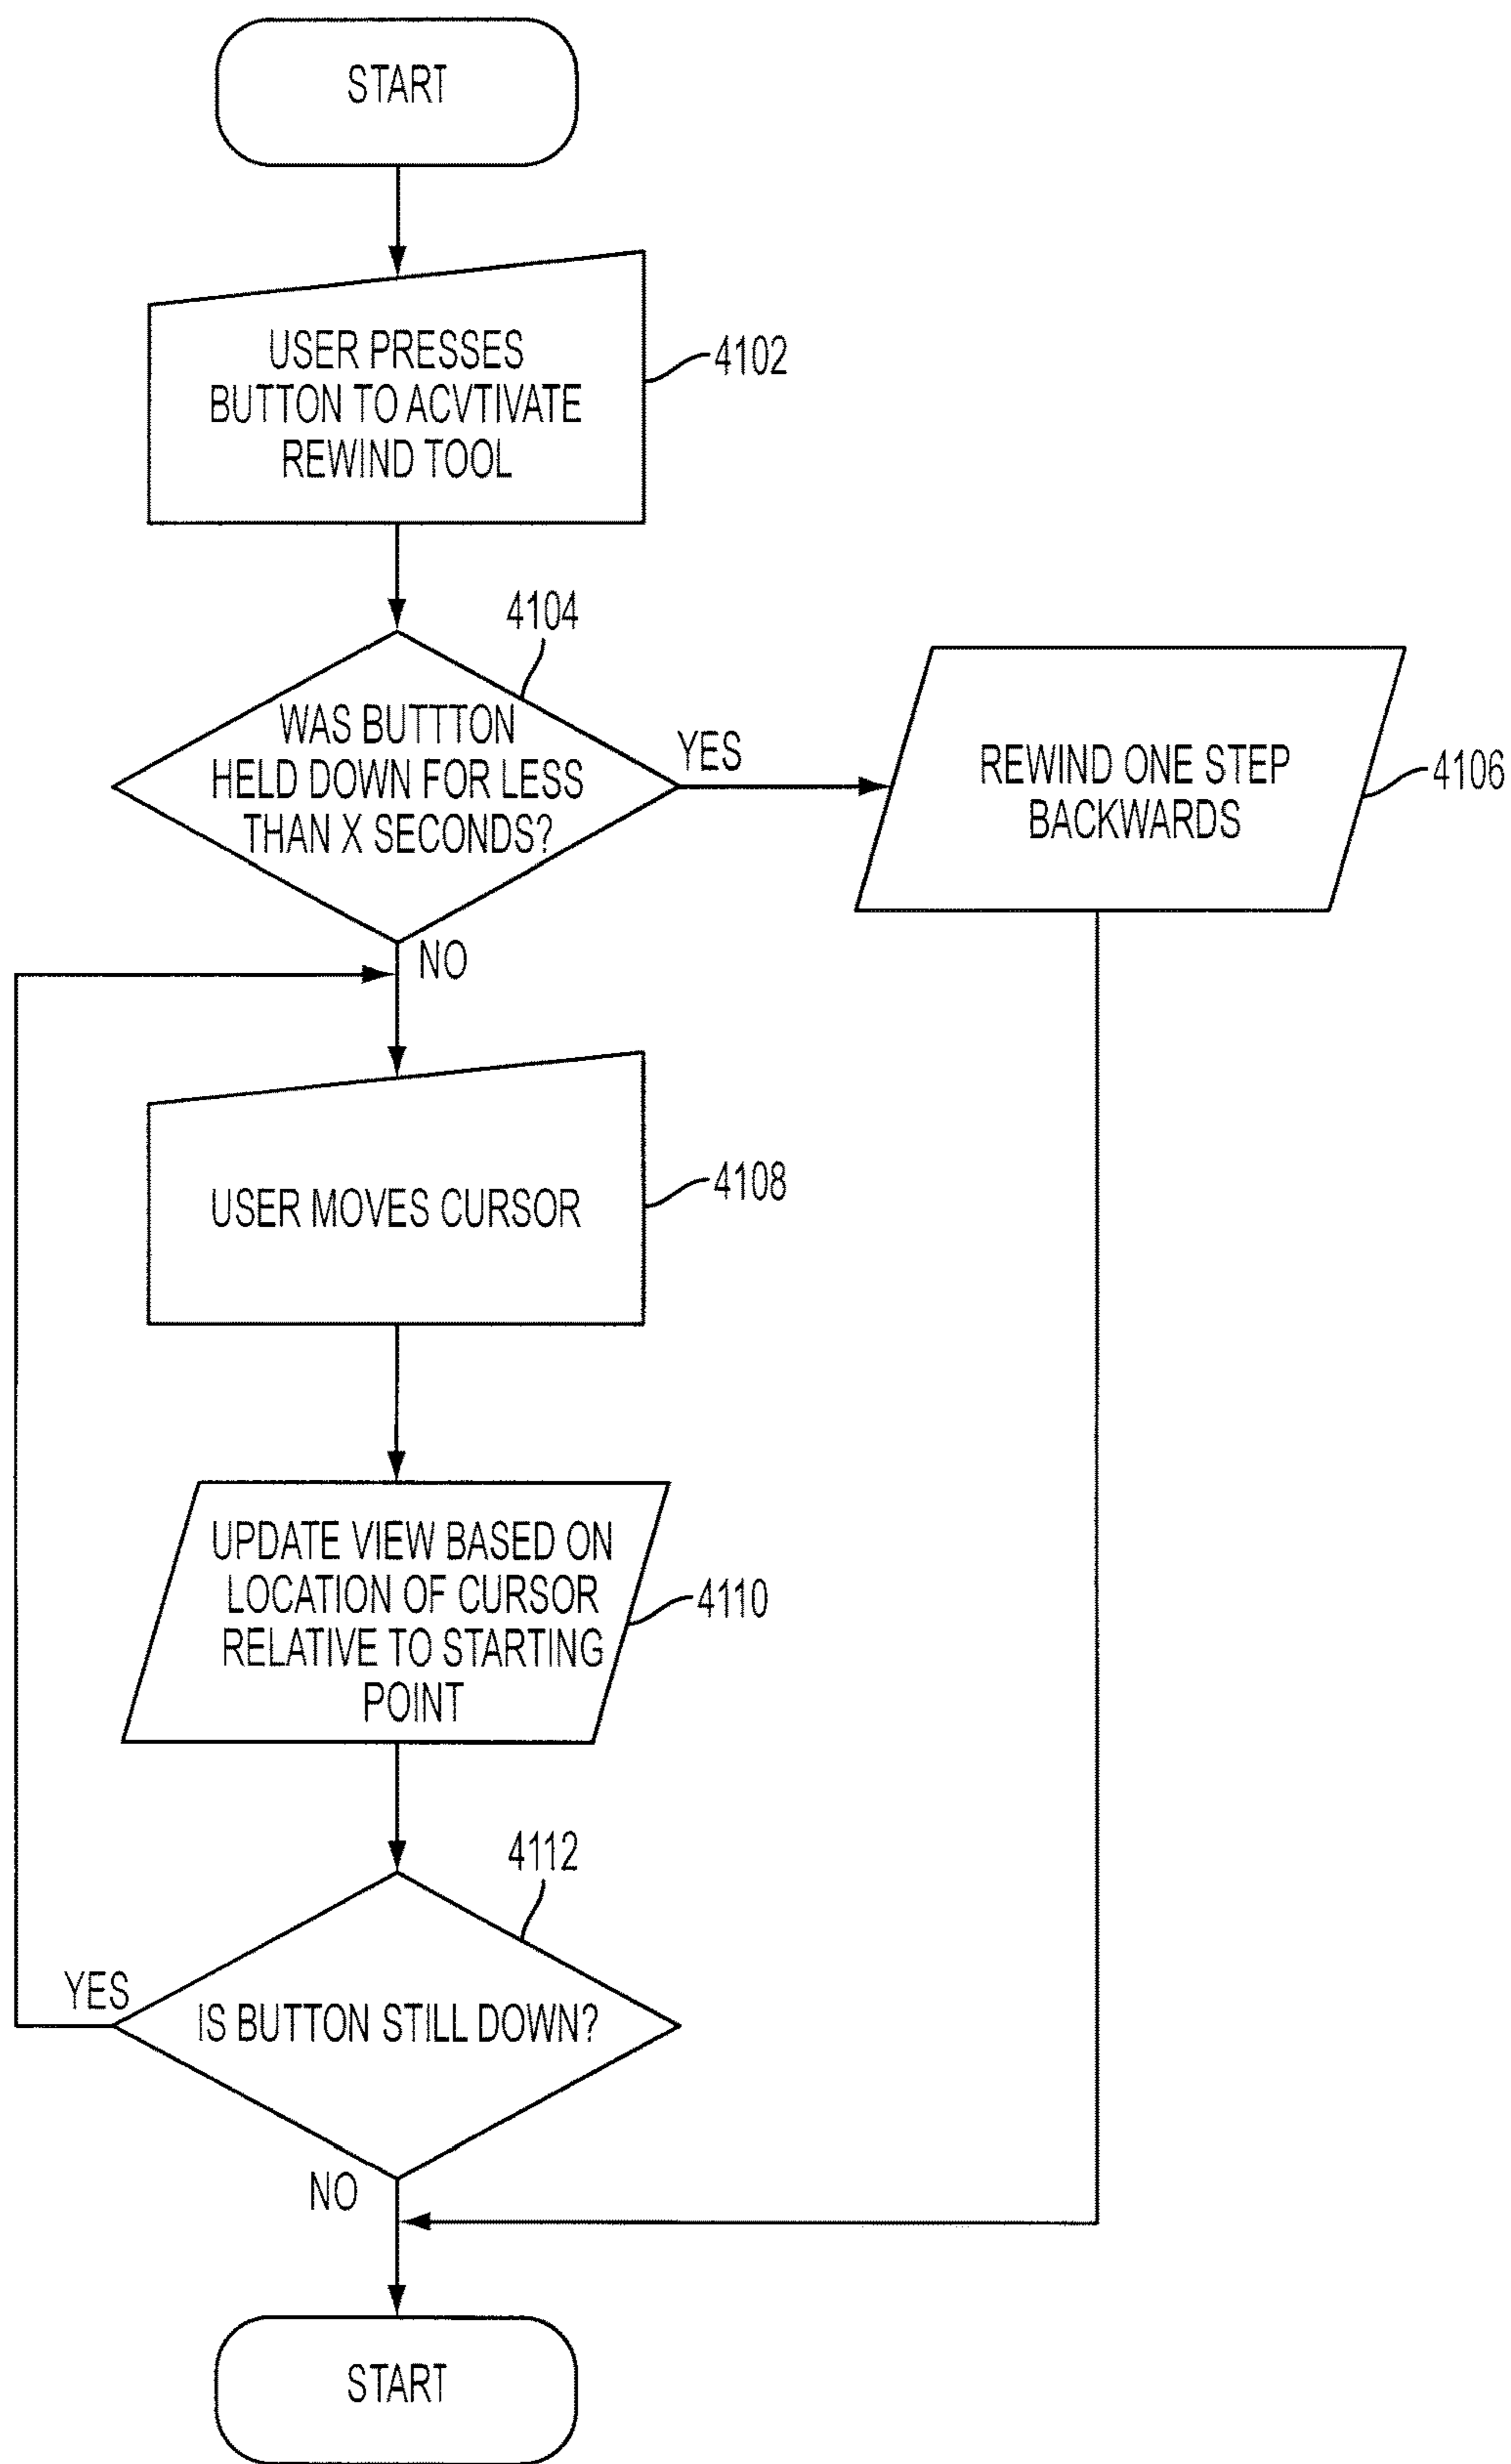 START
USER PRESSES
BUTTON TO ACVTIVATE
REWIND TOOL
4102
4104
WAS BUTTTON
HELD DOWN FOR LESS
THAN X SECONDS?
YES
REWIND ONE STEP
BACKWARDS
4106
NO
USER MOVES CURSOR
4108
UPDATE VIEW BASED ON
LOCATION OF CURSOR
RELATIVE TO STARTING
POINT
4110
4112
YES
IS BUTTON STILL DOWN?
NO
START